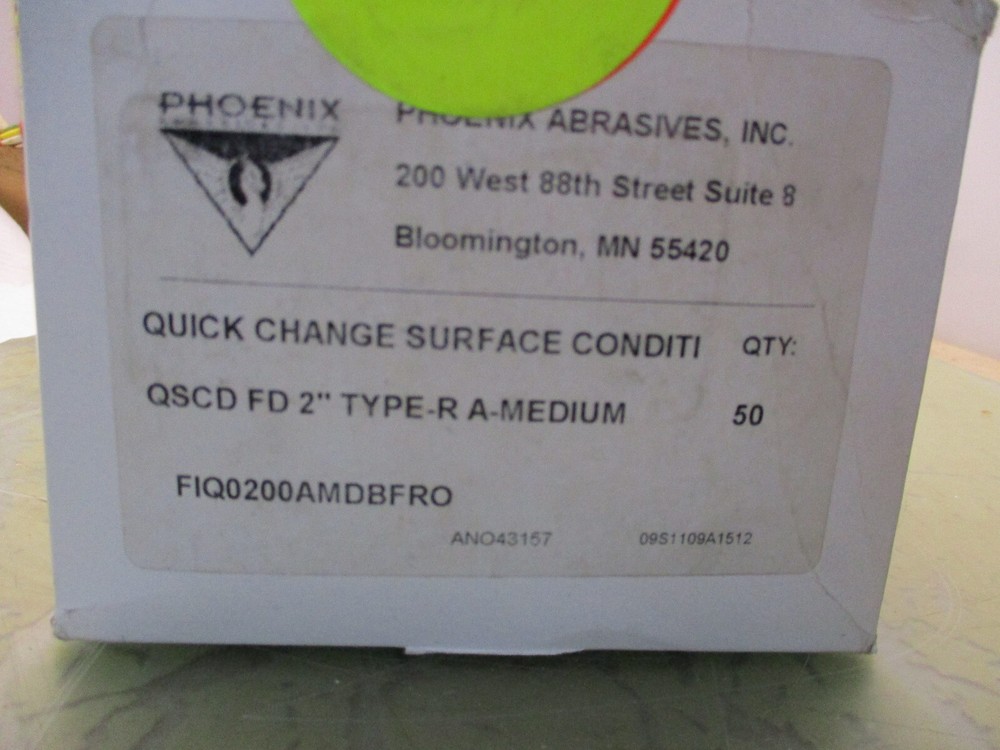 PHOENIX
PHOENIX ABRASIVES, INC.
200 West 88th Street Suite 8
Bloomington, MN 55420
QUICK CHANGE SURFACE CONDITI QTY:
QSCD FD 2" TYPE-R A-MEDIUM 50
FIQ0200AMDBFRO
ANO43157 09S1109A1512